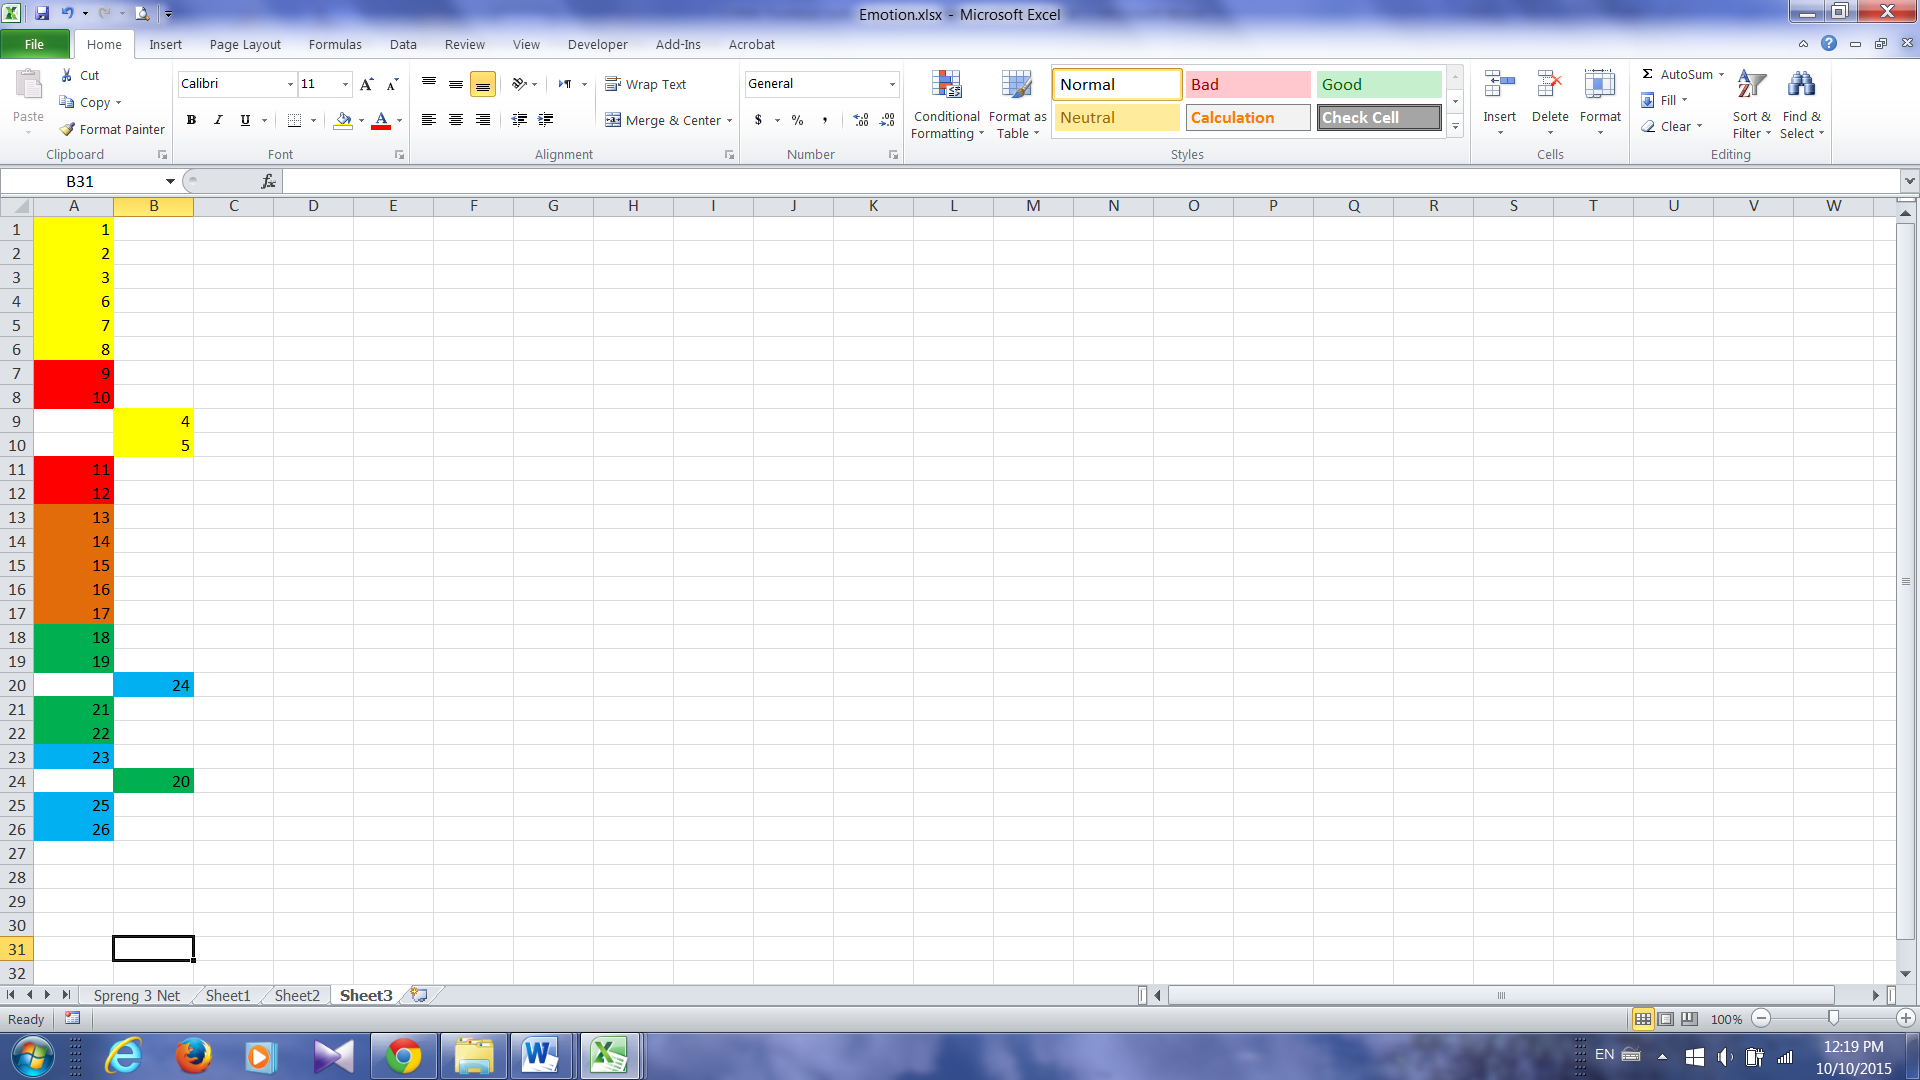 Emotion.xlsx - Microsoft Excel
File Home Insert Page Layout Formulas Data Review View Developer Add-Ins Acrobat
Paste
Cut
Copy
Format Painter
Clipboard
Calibri 11
B I U
Font
Wrap Text
Merge & Center
Alignment
General
$ % ,
Number
Conditional Formatting
Format as Table
Normal Bad Good
Neutral Calculation Check Cell
Styles
Insert Delete Format
Cells
AutoSum
Fill
Clear
Sort & Filter
Find & Select
Editing
B31
fx
A B C D E F G H I J K L M N O P Q R S T U V W
1 1
2 2
3 3
4 6
5 7
6 8
7 9
8 10
9 4
10 5
11 11
12 12
13 13
14 14
15 15
16 16
17 17
18 18
19 19
20 24
21 21
22 22
23 23
24 20
25 25
26 26
27
28
29
30
31
32
Spreng 3 Net Sheet1 Sheet2 Sheet3
Ready
100%
EN
12:19 PM
10/10/2015